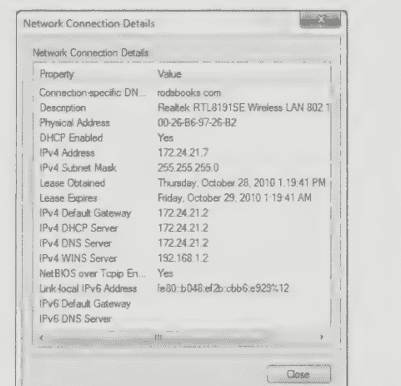 Network Connection Details
Network Connection Details
Property Value
Connection-specific DN... rodsbooks.com
Description Realtek RTL8191SE Wireless LAN 802.1
Physical Address 00-26-B6-97-26-B2
DHCP Enabled Yes
IPv4 Address 172.24.21.7
IPv4 Subnet Mask 255.255.255.0
Lease Obtained Thursday, October 28, 2010 1:19:41 PM
Lease Expires Friday, October 29, 2010 1:19:41 AM
IPv4 Default Gateway 172.24.21.2
IPv4 DHCP Server 172.24.21.2
IPv4 DNS Server 172.24.21.2
IPv4 WINS Server 192.168.1.2
NetBIOS over Tcpip En... Yes
Link-local IPv6 Address fe80::b048:ef2b:cbb6:e929%12
IPv6 Default Gateway
IPv6 DNS Server
Close